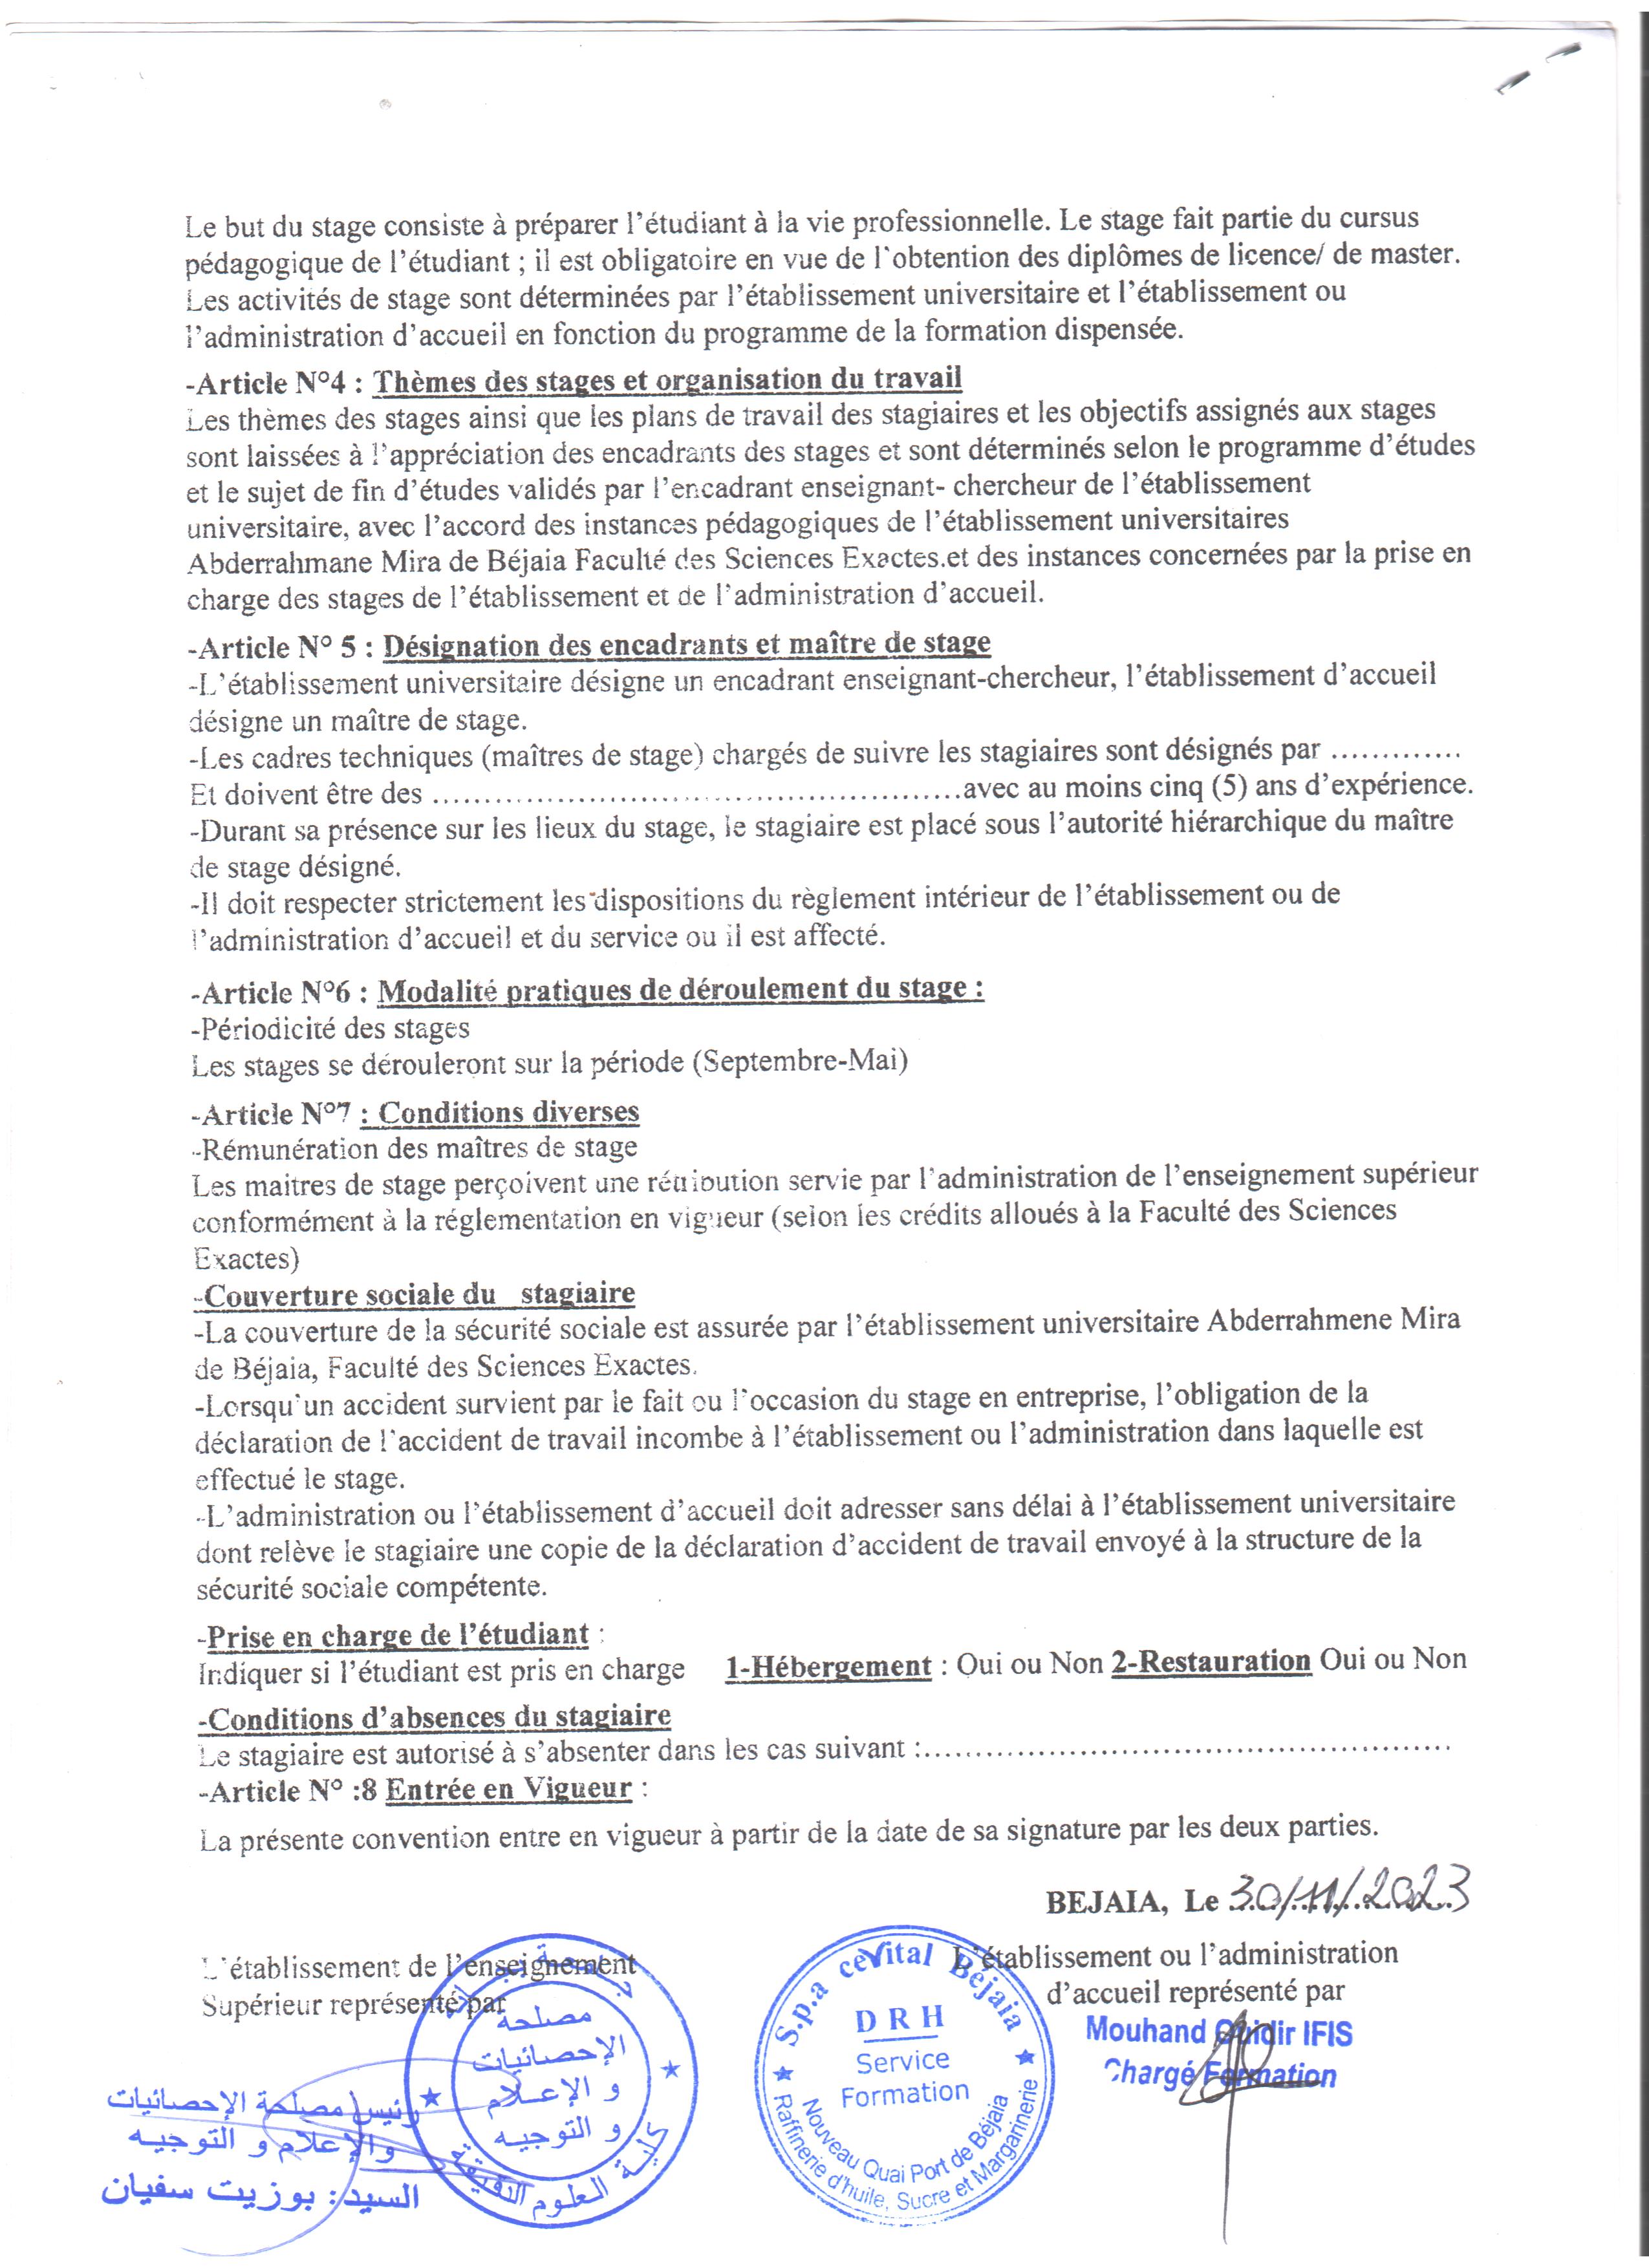 Le but du stage consiste à préparer l'étudiant à la vie professionnelle. Le stage fait partie du cursus
pédagogique de l'étudiant ; il est obligatoire en vue de l'obtention des diplômes de licence/ de master.
Les activités de stage sont déterminées par l'établissement universitaire et l'établissement ou
l'administration d'accueil en fonction du programme de la formation dispensée.
-Article N°4 : Thèmes des stages et organisation du travail
Les thèmes des stages ainsi que les plans de travail des stagiaires et les objectifs assignés aux stages
sont laissées à l'appréciation des encadrants des stages et sont déterminés selon le programme d'études
et le sujet de fin d'études validés par l'encadrant enseignant- chercheur de l'établissement
universitaire, avec l'accord des instances pédagogiques de l'établissement universitaires
Abderrahmane Mira de Béjaia Faculté des Sciences Exactes.et des instances concernées par la prise en
charge des stages de l'établissement et de l'administration d'accueil.
-Article N° 5 : Désignation des encadrants et maître de stage
-L'établissement universitaire désigne un encadrant enseignant-chercheur, l'établissement d'accueil
désigne un maître de stage.
-Les cadres techniques (maîtres de stage) chargés de suivre les stagiaires sont désignés par .............
Et doivent être des ....................................................avec au moins cinq (5) ans d'expérience.
-Durant sa présence sur les lieux du stage, le stagiaire est placé sous l'autorité hiérarchique du maître
de stage désigné.
-Il doit respecter strictement les dispositions du règlement intérieur de l'établissement ou de
l'administration d'accueil et du service ou il est affecté.
-Article N°6 : Modalité pratiques de déroulement du stage :
-Périodicité des stages
Les stages se dérouleront sur la période (Septembre-Mai)
-Article N°7 : Conditions diverses
-Rémunération des maîtres de stage
Les maitres de stage perçoivent une rétribution servie par l'administration de l'enseignement supérieur
conformément à la réglementation en vigueur (selon les crédits alloués à la Faculté des Sciences
Exactes)
-Couverture sociale du stagiaire
-La couverture de la sécurité sociale est assurée par l'établissement universitaire Abderrahmene Mira
de Béjaia, Faculté des Sciences Exactes.
-Lorsqu'un accident survient par le fait ou l'occasion du stage en entreprise, l'obligation de la
déclaration de l'accident de travail incombe à l'établissement ou l'administration dans laquelle est
effectué le stage.
-L'administration ou l'établissement d'accueil doit adresser sans délai à l'établissement universitaire
dont relève le stagiaire une copie de la déclaration d'accident de travail envoyé à la structure de la
sécurité sociale compétente.
-Prise en charge de l'étudiant :
Indiquer si l'étudiant est pris en charge 1-Hébergement : Oui ou Non 2-Restauration Oui ou Non
-Conditions d'absences du stagiaire
Le stagiaire est autorisé à s'absenter dans les cas suivant :....................................................
-Article N° :8 Entrée en Vigueur :
La présente convention entre en vigueur à partir de la date de sa signature par les deux parties.
BEJAIA, Le 30/11/2023
L'établissement de l'enseignement
Supérieur représenté par
مصلحة
الإحصائيات
و الإعلام
و التوجيه
كلية العلوم الدقيقة
رئيس مصلحة الإحصائيات
والإعلام و التوجيه
السيد : بوزيت سفيان
S.p.a cevital Béjaia
DRH
Service
Formation
Nouveau Quai Port de Béjaia
Raffinerie d'huile, Sucre et Margarinerie
L'établissement ou l'administration
d'accueil représenté par
Mouhand IFIS
Chargé Formation